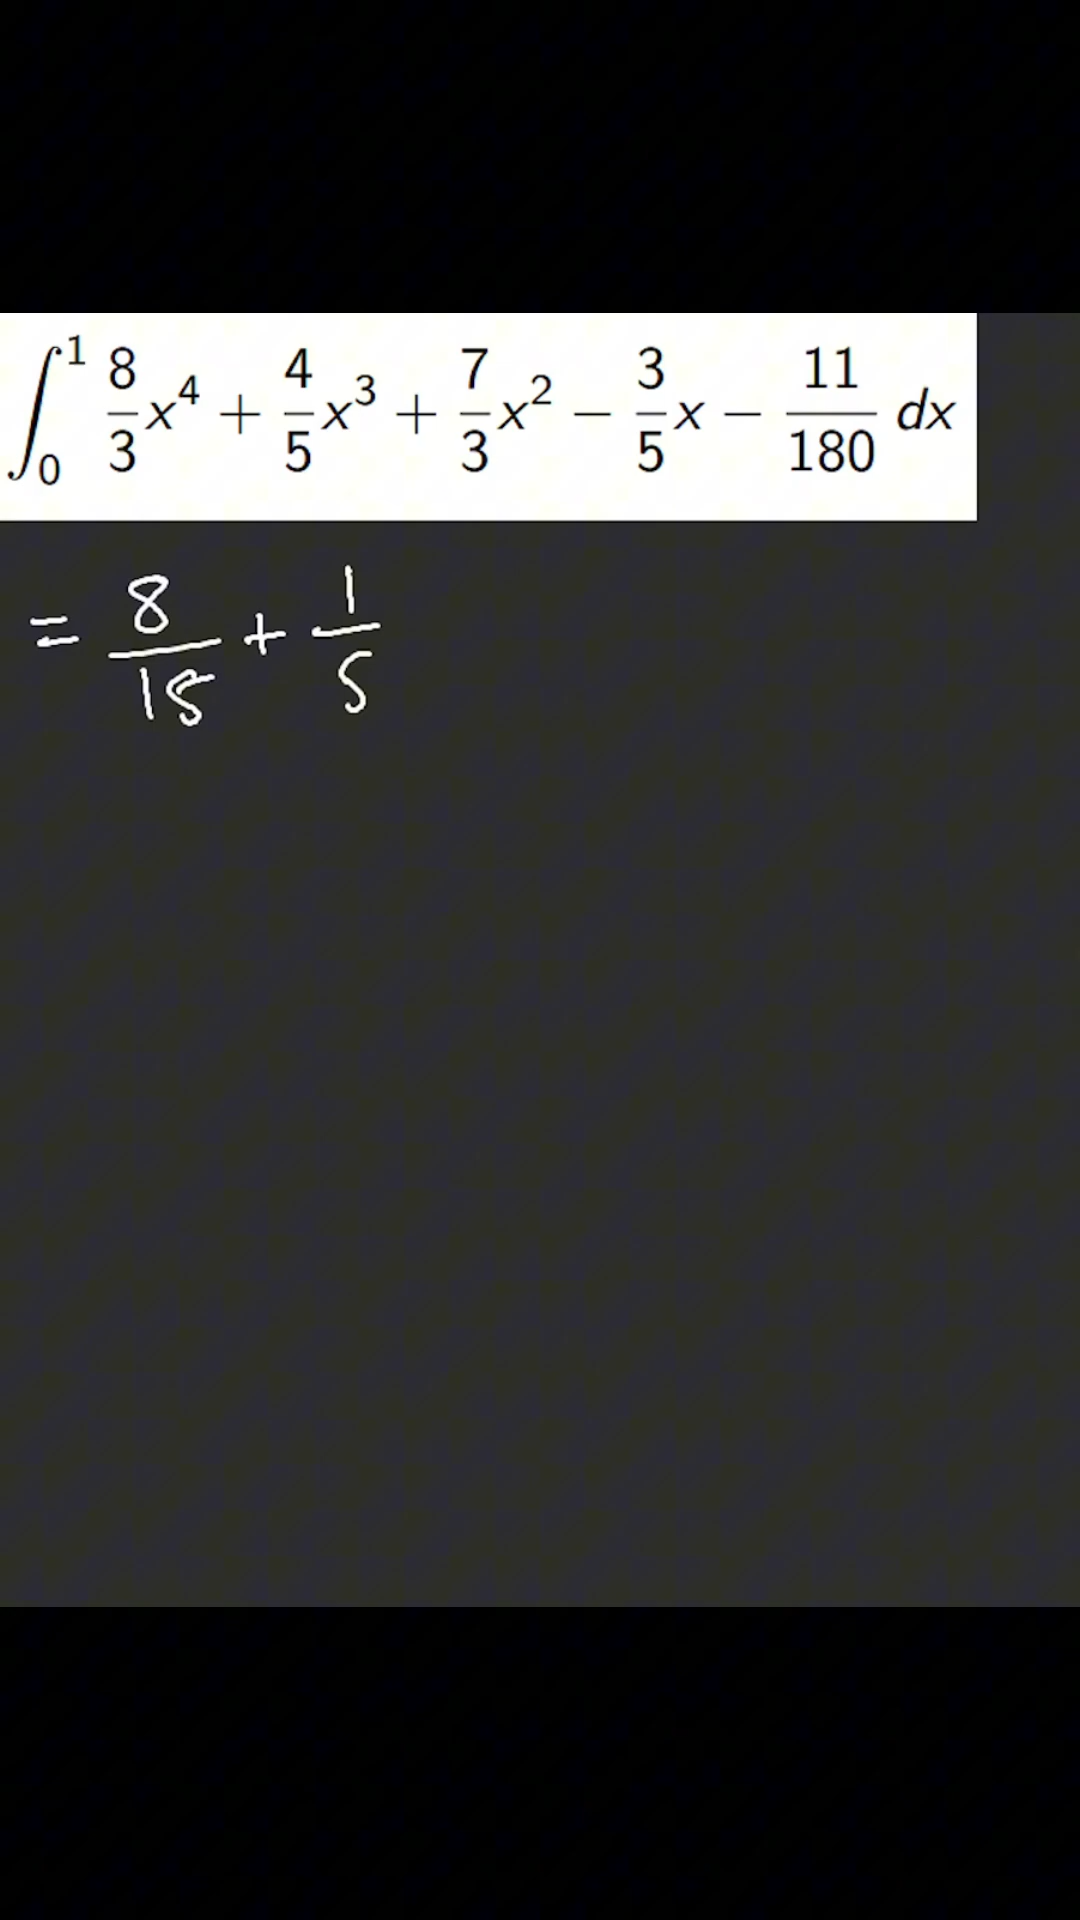 ∫₀¹ 8/3 x⁴ + 4/5 x³ + 7/3 x² − 3/5 x − 11/180 dx
= 8/15 + 1/5